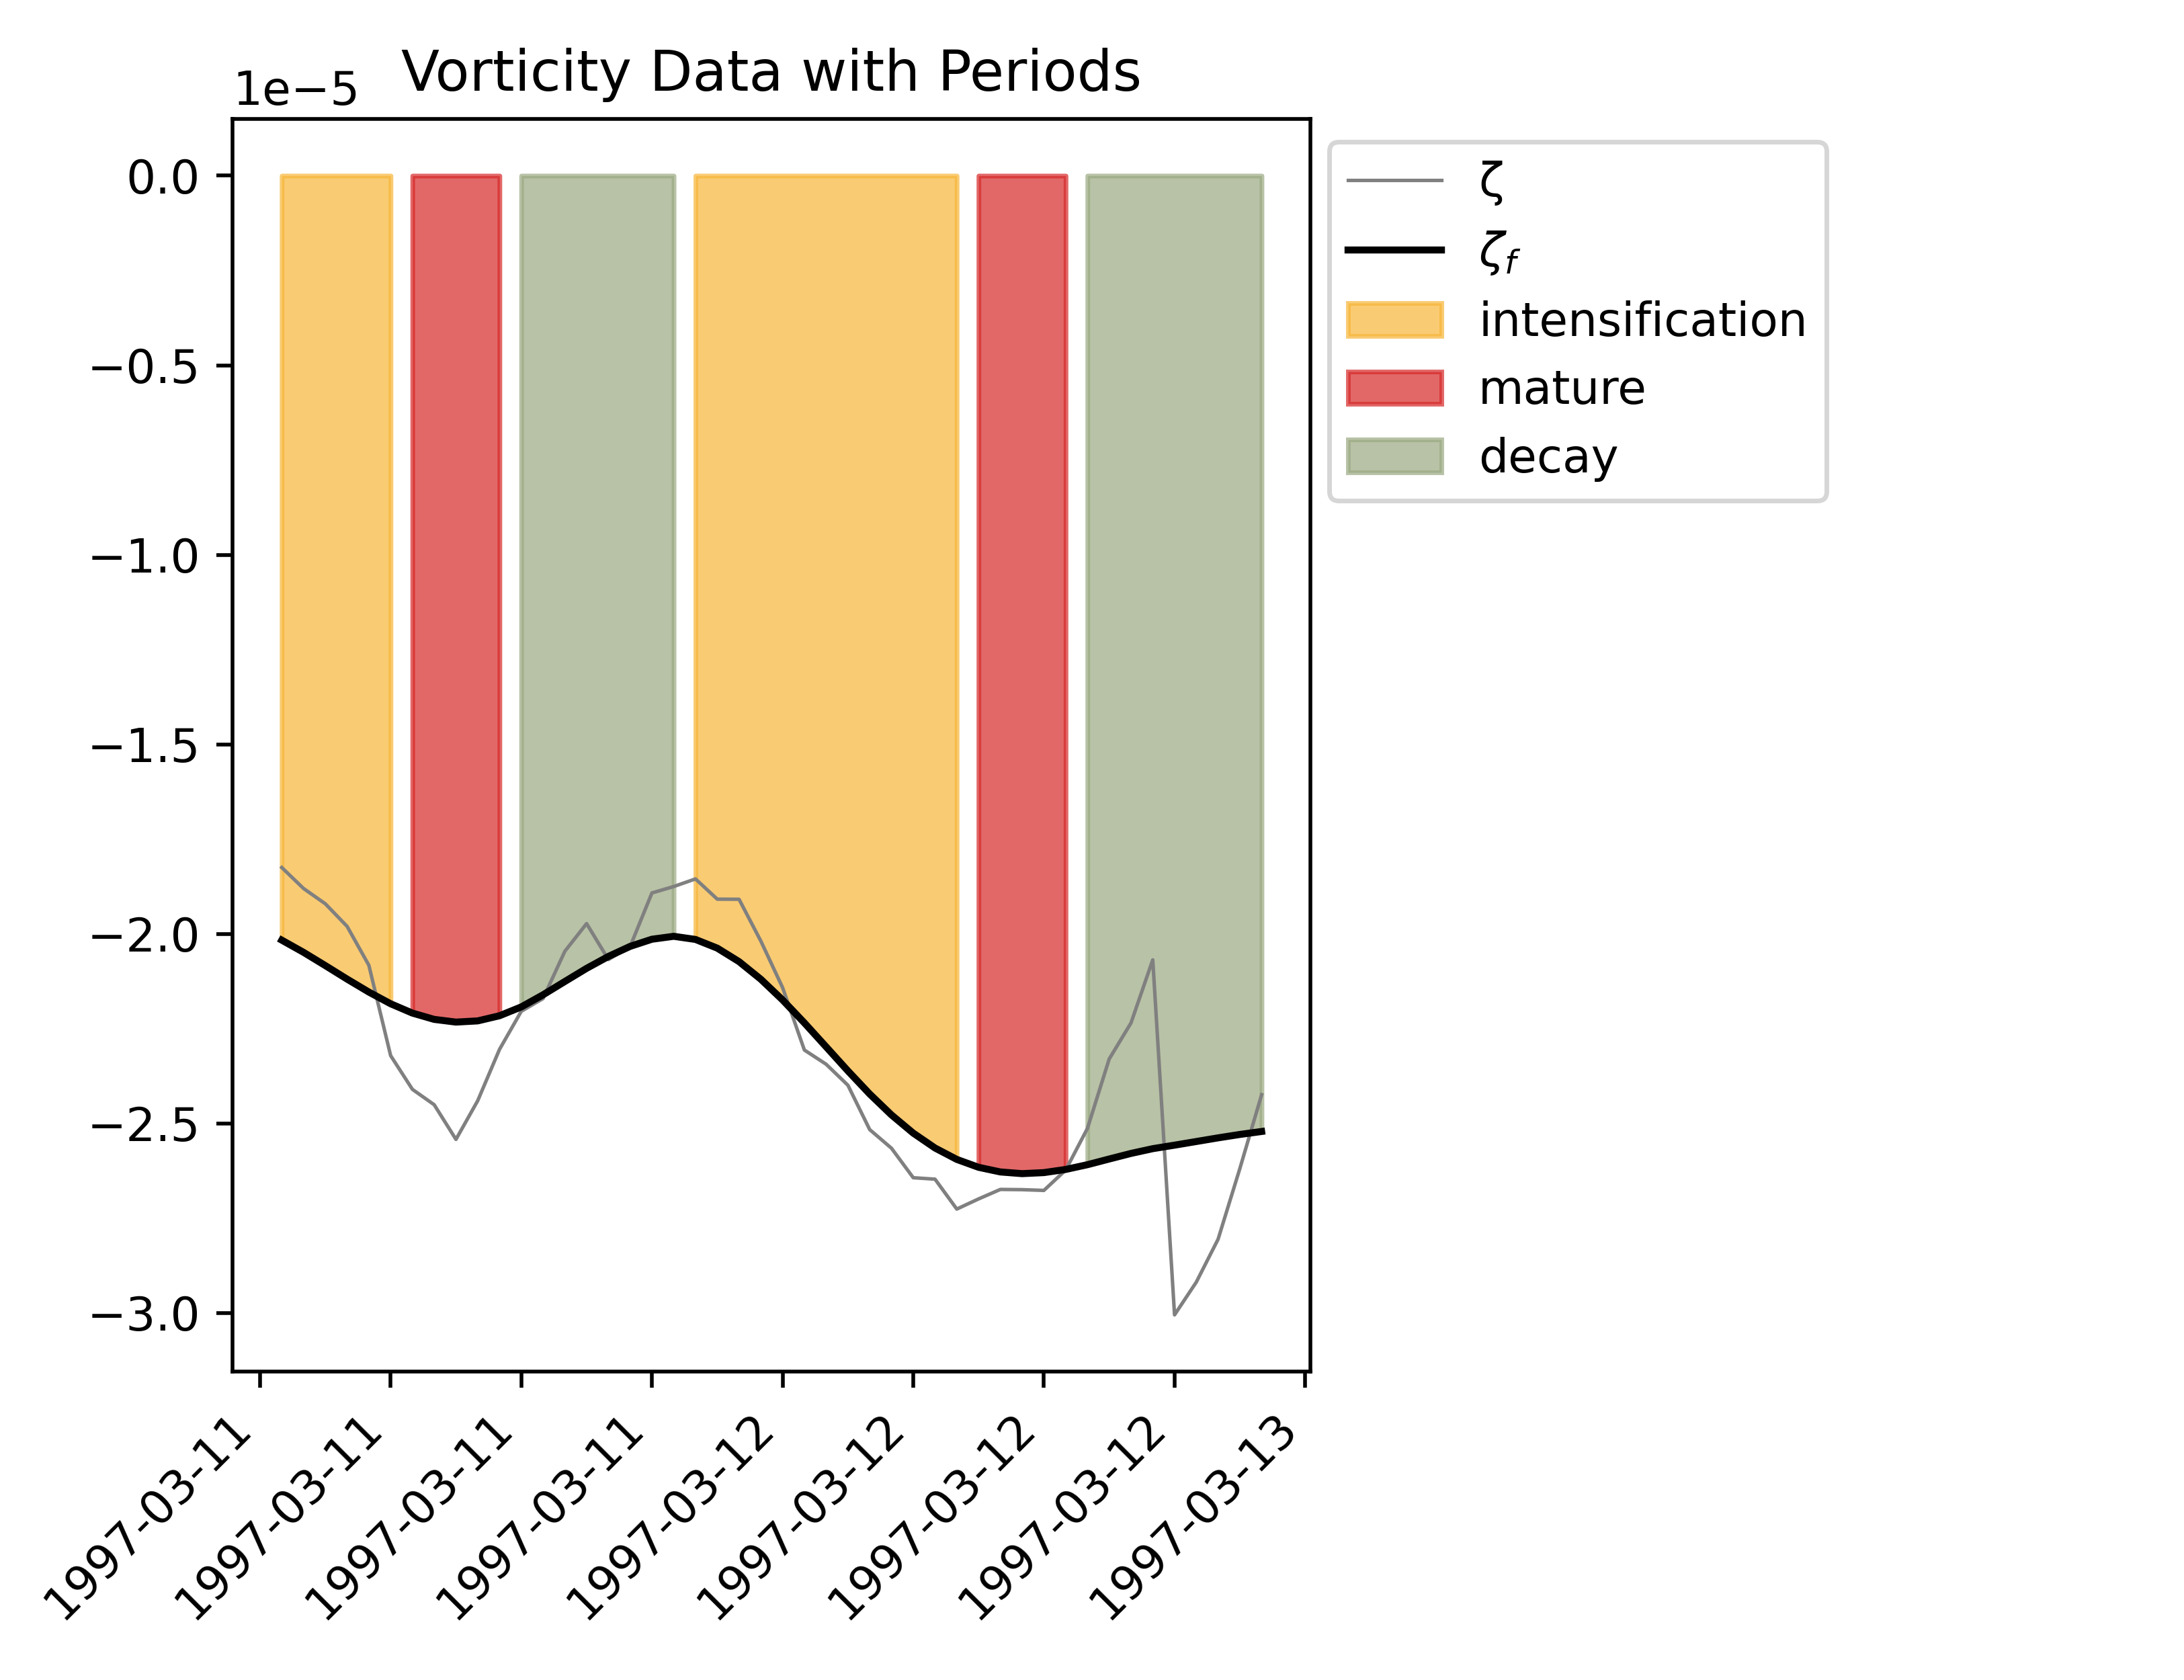 Vorticity Data with Periods
1e−5
0.0
−0.5
−1.0
−1.5
−2.0
−2.5
−3.0
1997-03-11
1997-03-11
1997-03-11
1997-03-11
1997-03-12
1997-03-12
1997-03-12
1997-03-12
1997-03-13
ζ
ζf
intensification
mature
decay